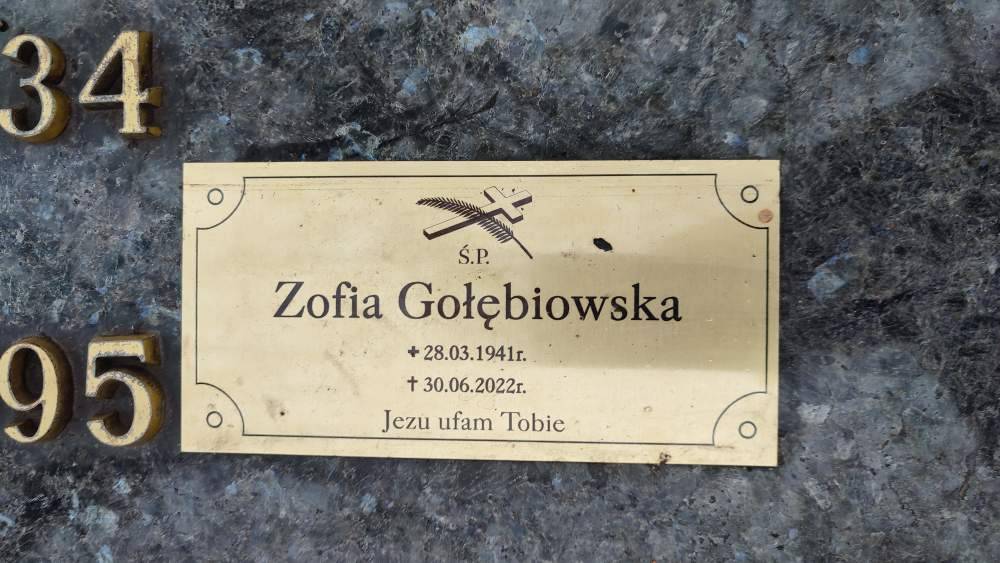 34
Ś.P.
Zofia Gołębiowska
✚ 28.03.1941r.
† 30.06.2022r.
Jezu ufam Tobie
95